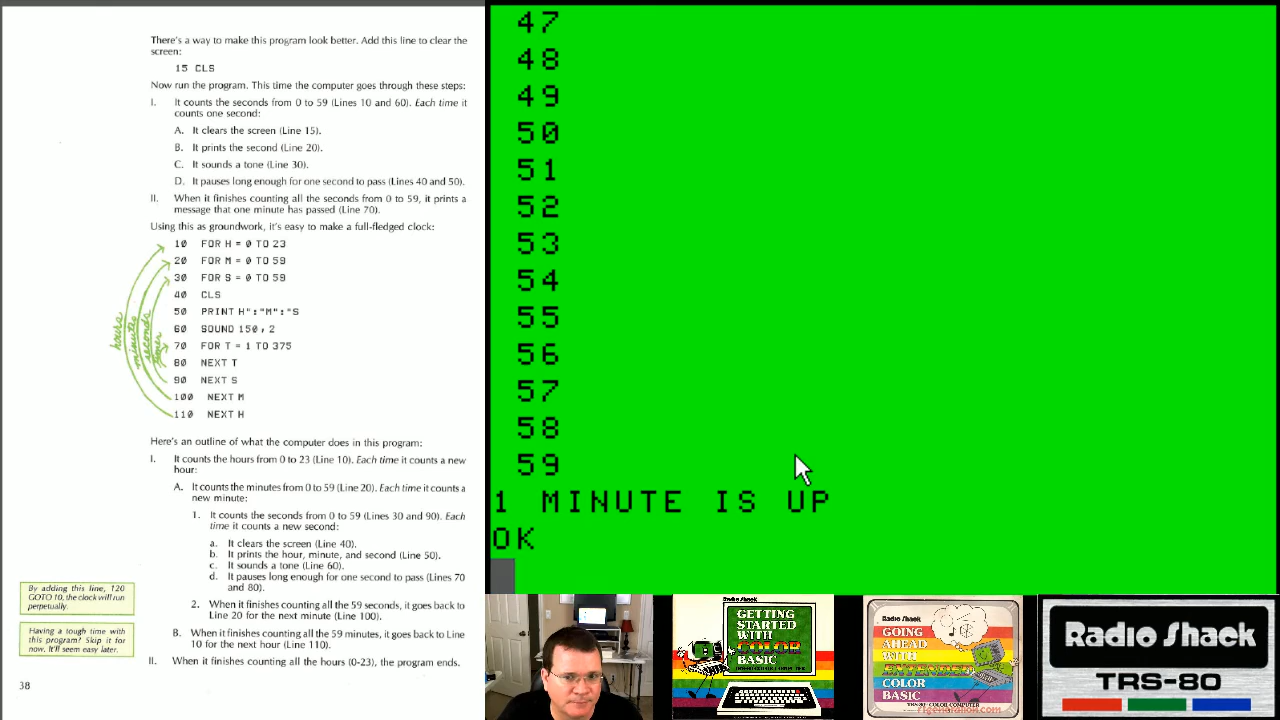 There's a way to make this program look better. Add this line to clear the
screen:
15 CLS
Now run the program. This time the computer goes through these steps:
I. It counts the seconds from 0 to 59 (Lines 10 and 60). Each time it
counts one second:
A. It clears the screen (Line 15).
B. It prints the second (Line 20).
C. It sounds a tone (Line 30).
D. It pauses long enough for one second to pass (Lines 40 and 50).
II. When it finishes counting all the seconds from 0 to 59, it prints a
message that one minute has passed (Line 70).
Using this as groundwork, it's easy to make a full-fledged clock:
10 FOR H = 0 TO 23
20 FOR M = 0 TO 59
30 FOR S = 0 TO 59
40 CLS
50 PRINT H":"M":"S
60 SOUND 150,2
70 FOR T = 1 TO 375
80 NEXT T
90 NEXT S
100 NEXT M
110 NEXT H
hours
minutes
seconds
timer
Here's an outline of what the computer does in this program:
I. It counts the hours from 0 to 23 (Line 10). Each time it counts a new
hour:
A. It counts the minutes from 0 to 59 (Line 20). Each time it counts a
new minute:
1. It counts the seconds from 0 to 59 (Lines 30 and 90). Each
time it counts a new second:
a. It clears the screen (Line 40).
b. It prints the hour, minute, and second (Line 50).
c. It sounds a tone (Line 60).
d. It pauses long enough for one second to pass (Lines 70
and 80).
2. When it finishes counting all the 59 seconds, it goes back to
Line 20 for the next minute (Line 100).
B. When it finishes counting all the 59 minutes, it goes back to Line
10 for the next hour (Line 110).
II. When it finishes counting all the hours (0-23), the program ends.
By adding this line, 120
GOTO 10, the clock will run
perpetually.
Having a tough time with
this program? Skip it for
now. It'll seem easy later.
38
47
48
49
50
51
52
53
54
55
56
57
58
59
1 MINUTE IS UP
OK
Radio Shack
GETTING
STARTED
WITH
COLOR
BASIC
Radio Shack
GOING
AHEAD
WITH
EXTENDED
COLOR
BASIC
Radio Shack
TRS-80